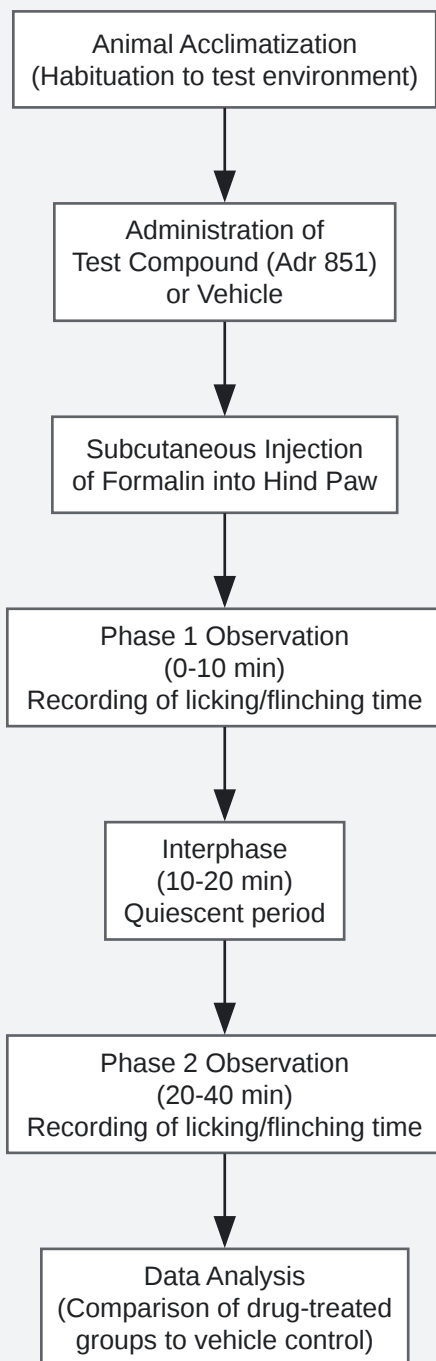 Animal Acclimatization
(Habituation to test environment)
Administration of
Test Compound (Adr 851)
or Vehicle
Subcutaneous Injection
of Formalin into Hind Paw
Phase 1 Observation
(0-10 min)
Recording of licking/flinching time
Interphase
(10-20 min)
Quiescent period
Phase 2 Observation
(20-40 min)
Recording of licking/flinching time
Data Analysis
(Comparison of drug-treated
groups to vehicle control)